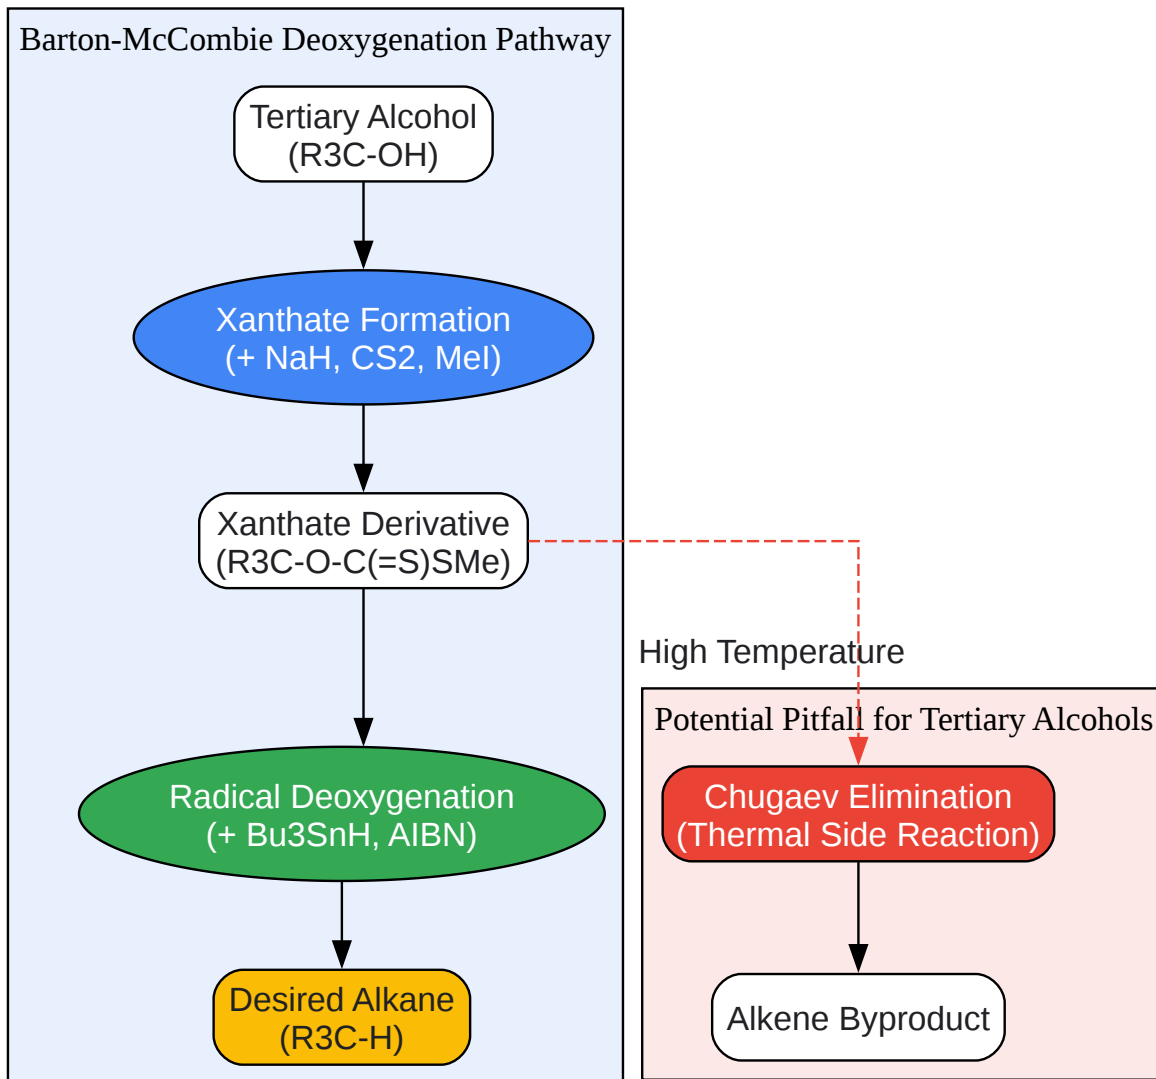 Barton-McCombie Deoxygenation Pathway
Tertiary Alcohol
(R3C-OH)
Xanthate Formation
(+ NaH, CS2, MeI)
Xanthate Derivative
(R3C-O-C(=S)SMe)
Radical Deoxygenation
(+ Bu3SnH, AIBN)
Desired Alkane
(R3C-H)
High Temperature
Potential Pitfall for Tertiary Alcohols
Chugaev Elimination
(Thermal Side Reaction)
Alkene Byproduct